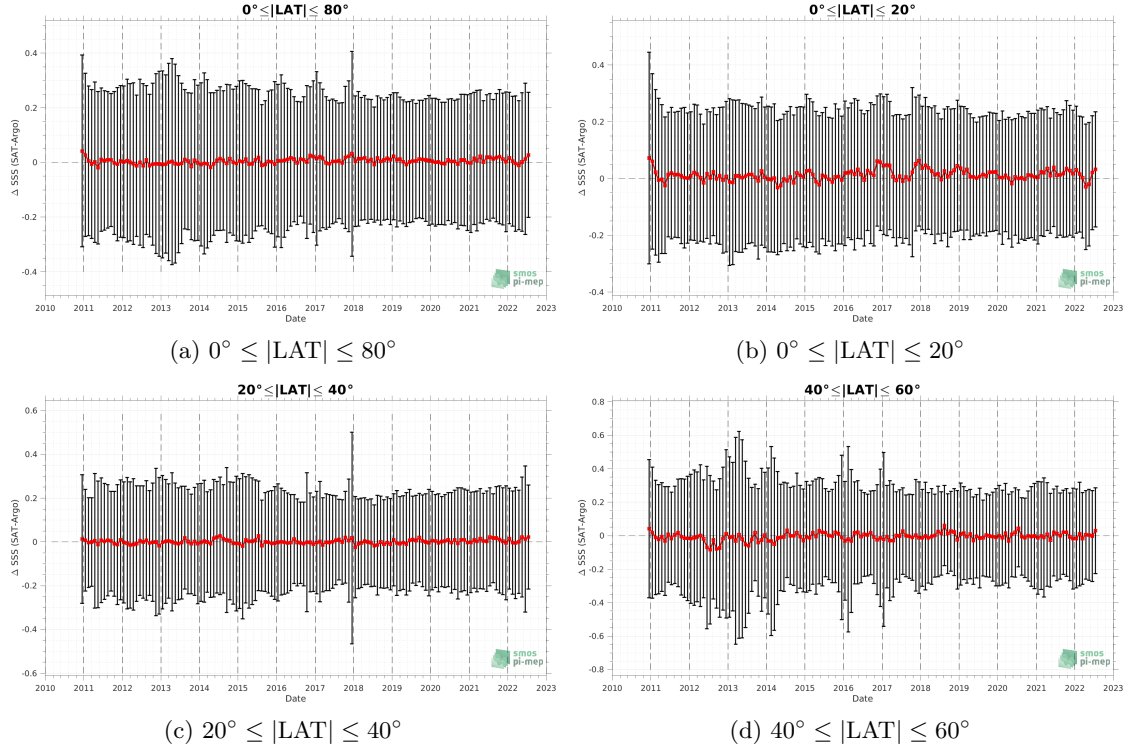 0°≤|LAT|≤ 80°
Δ SSS (SAT-Argo)
0.4
0.2
0
-0.2
-0.4
2010 2011 2012 2013 2014 2015 2016 2017 2018 2019 2020 2021 2022 2023
Date
smos
pi-mep
(a) 0° ≤ |LAT| ≤ 80°
0°≤|LAT|≤ 20°
Δ SSS (SAT-Argo)
0.4
0.2
0
-0.2
-0.4
2010 2011 2012 2013 2014 2015 2016 2017 2018 2019 2020 2021 2022 2023
Date
smos
pi-mep
(b) 0° ≤ |LAT| ≤ 20°
20°≤|LAT|≤ 40°
Δ SSS (SAT-Argo)
0.6
0.4
0.2
0
-0.2
-0.4
-0.6
2010 2011 2012 2013 2014 2015 2016 2017 2018 2019 2020 2021 2022 2023
Date
smos
pi-mep
(c) 20° ≤ |LAT| ≤ 40°
40°≤|LAT|≤ 60°
Δ SSS (SAT-Argo)
0.8
0.6
0.4
0.2
0
-0.2
-0.4
-0.6
-0.8
2010 2011 2012 2013 2014 2015 2016 2017 2018 2019 2020 2021 2022 2023
Date
smos
pi-mep
(d) 40° ≤ |LAT| ≤ 60°